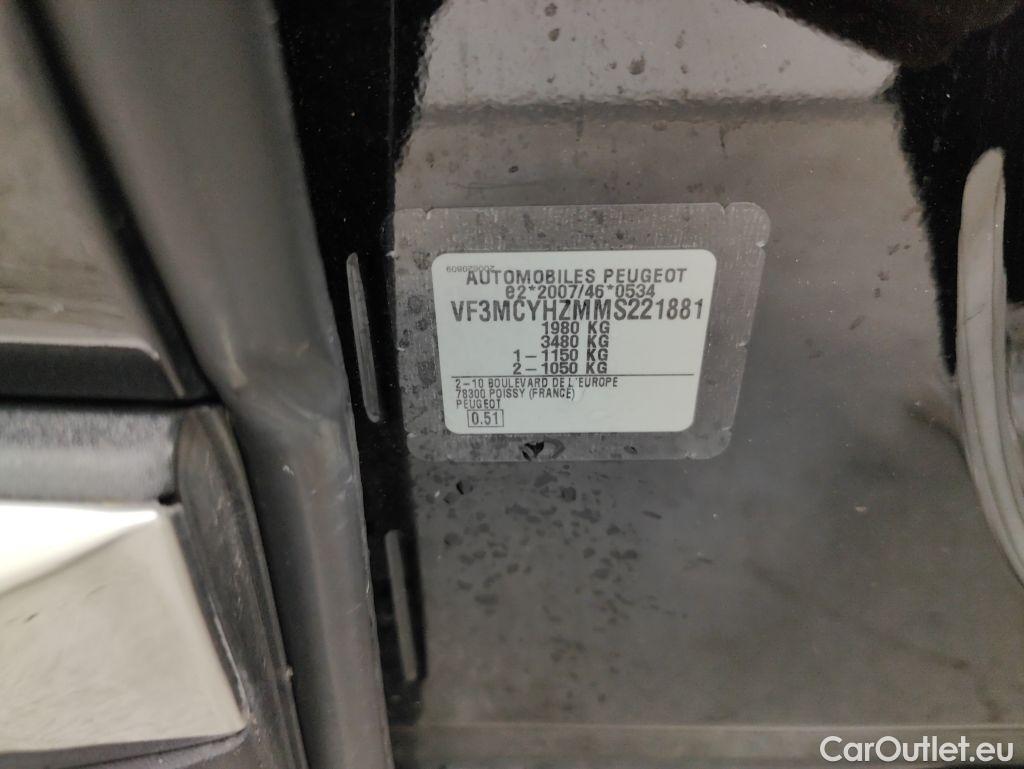 200620809
AUTOMOBILES PEUGEOT
e2*2007/46*0534
VF3MCYHZMMS221881
1980 KG
3480 KG
1-1150 KG
2-1050 KG
2-10 BOULEVARD DE L'EUROPE
78300 POISSY (FRANCE)
PEUGEOT
0.51
CarOutlet.eu